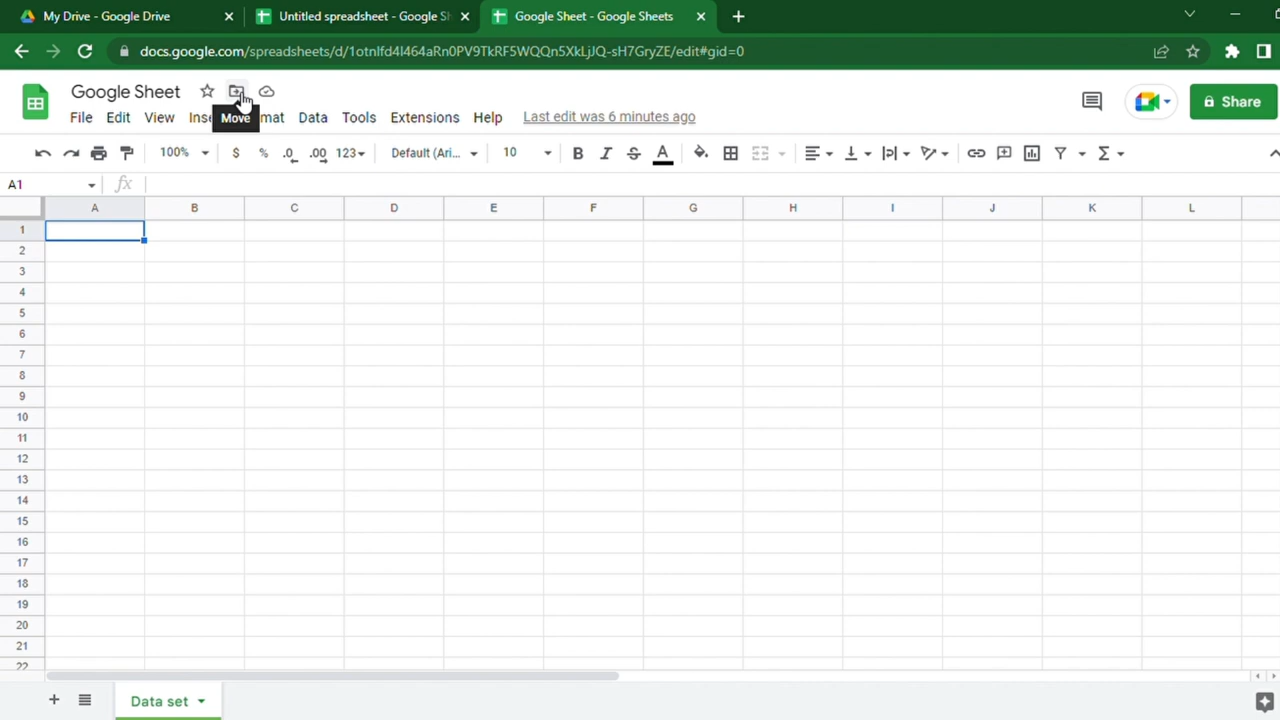 My Drive - Google Drive
Untitled spreadsheet - Google Sh
Google Sheet - Google Sheets
docs.google.com/spreadsheets/d/1otnIfd4I464aRn0PV9TkRF5WQQn5XkLjJQ-sH7GryZE/edit#gid=0
Google Sheet
File Edit View Inse mat Data Tools Extensions Help Last edit was 6 minutes ago
Move
Share
100% $ % .0 .00 123 Default (Ari... 10 B I S A
A1 fx
A B C D E F G H I J K L
1
2
3
4
5
6
7
8
9
10
11
12
13
14
15
16
17
18
19
20
21
22
Data set